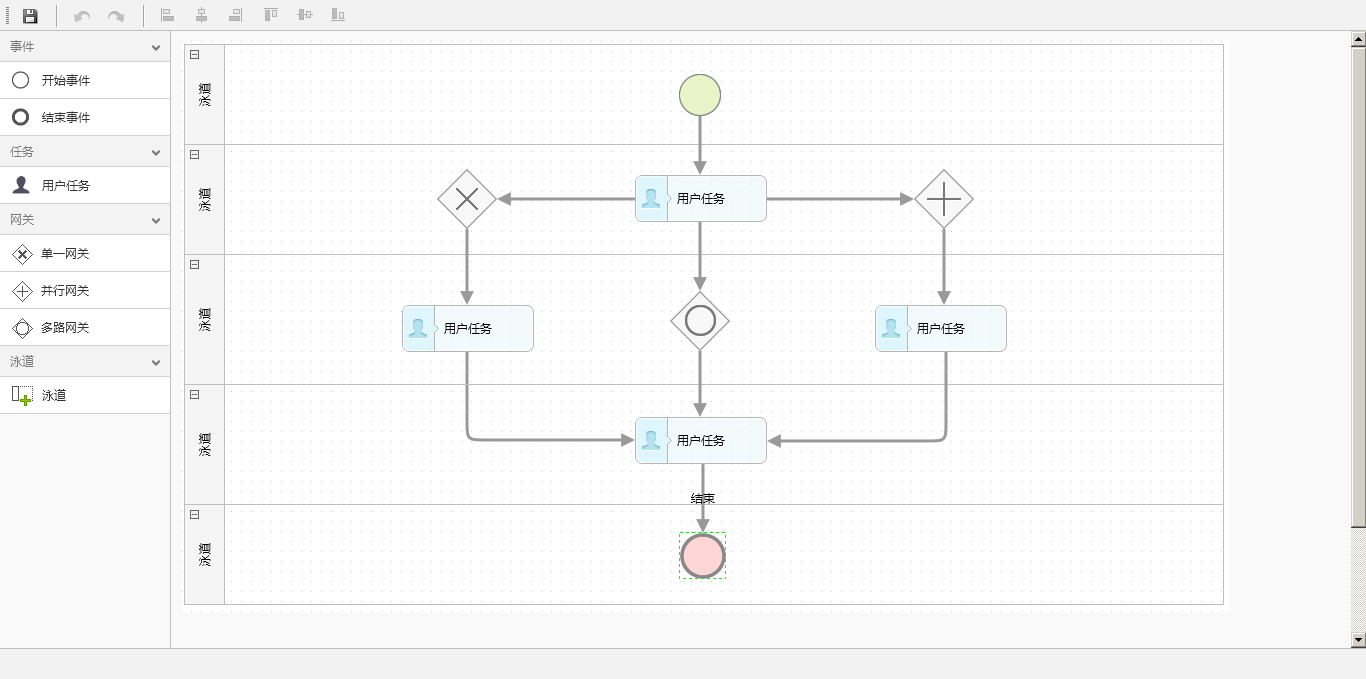 事件
开始事件
结束事件
任务
用户任务
网关
单一网关
并行网关
多路网关
泳道
泳道
泳道
泳道
用户任务
泳道
用户任务
用户任务
泳道
用户任务
结束
泳道